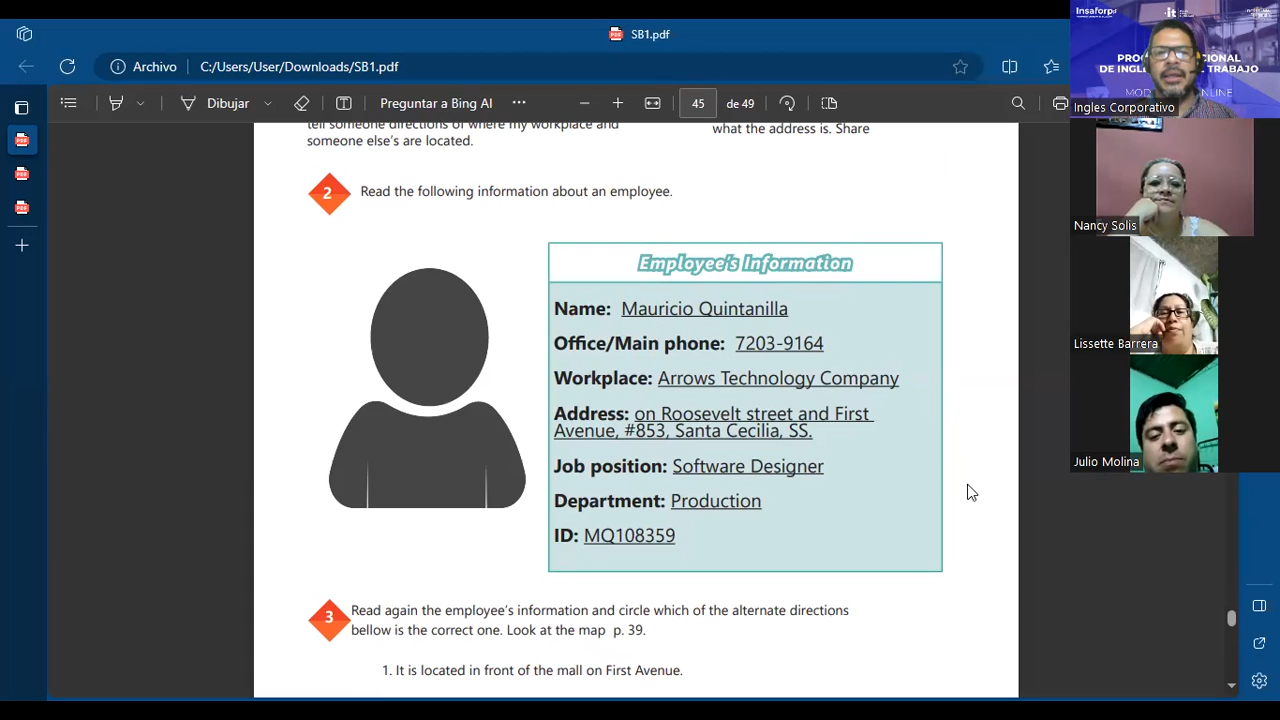 SB1.pdf
Archivo C:/Users/User/Downloads/SB1.pdf
Dibujar Preguntar a Bing AI 45 de 49
tell someone directions of where my workplace and
someone else's are located.
what the address is. Share
2 Read the following information about an employee.
Employee's Information
Name: Mauricio Quintanilla
Office/Main phone: 7203-9164
Workplace: Arrows Technology Company
Address: on Roosevelt street and First
Avenue, #853, Santa Cecilia, SS.
Job position: Software Designer
Department: Production
ID: MQ108359
3 Read again the employee's information and circle which of the alternate directions
bellow is the correct one. Look at the map p. 39.
1. It is located in front of the mall on First Avenue.
Insaforp
.it
Ingles Corporativo
Nancy Solis
Lissette Barrera
Julio Molina